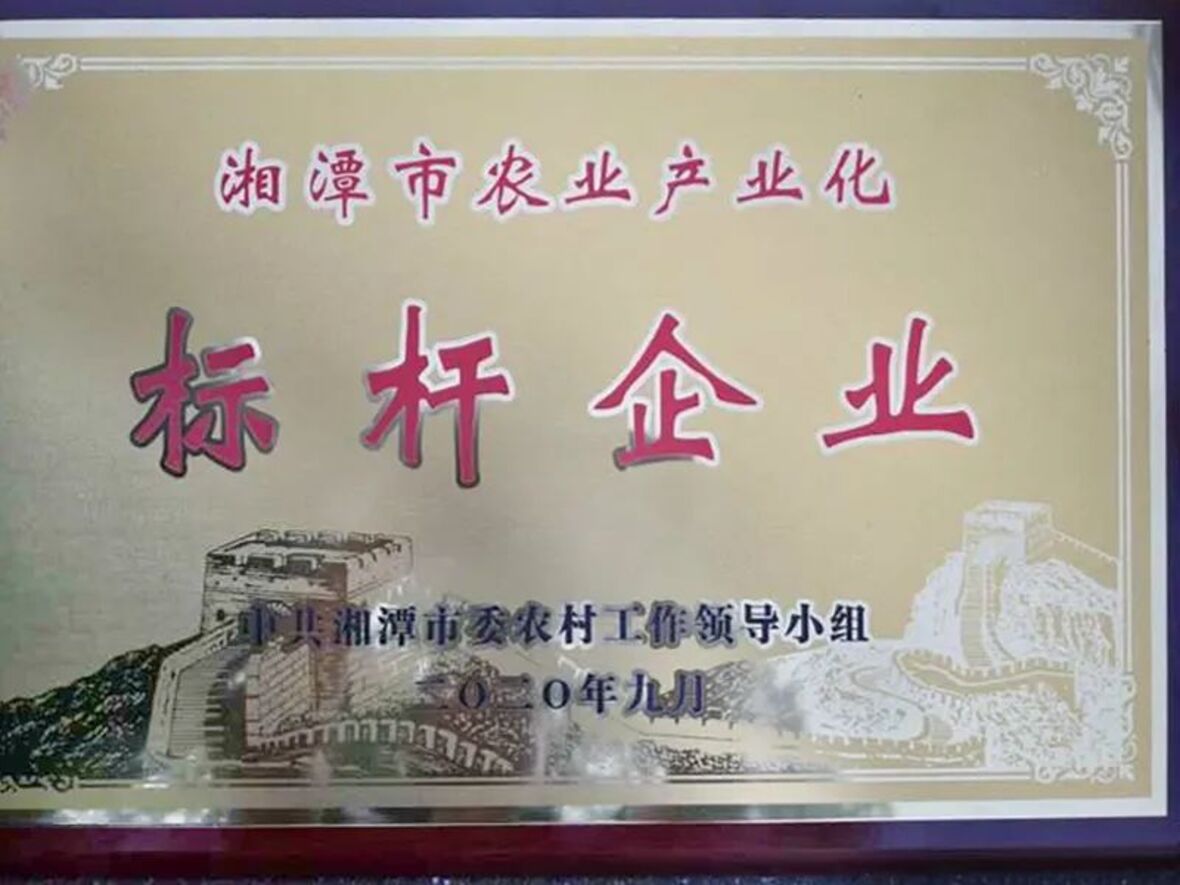 湘潭市农业产业化
标杆企业
中共湘潭市委农村工作领导小组
二〇二〇年九月